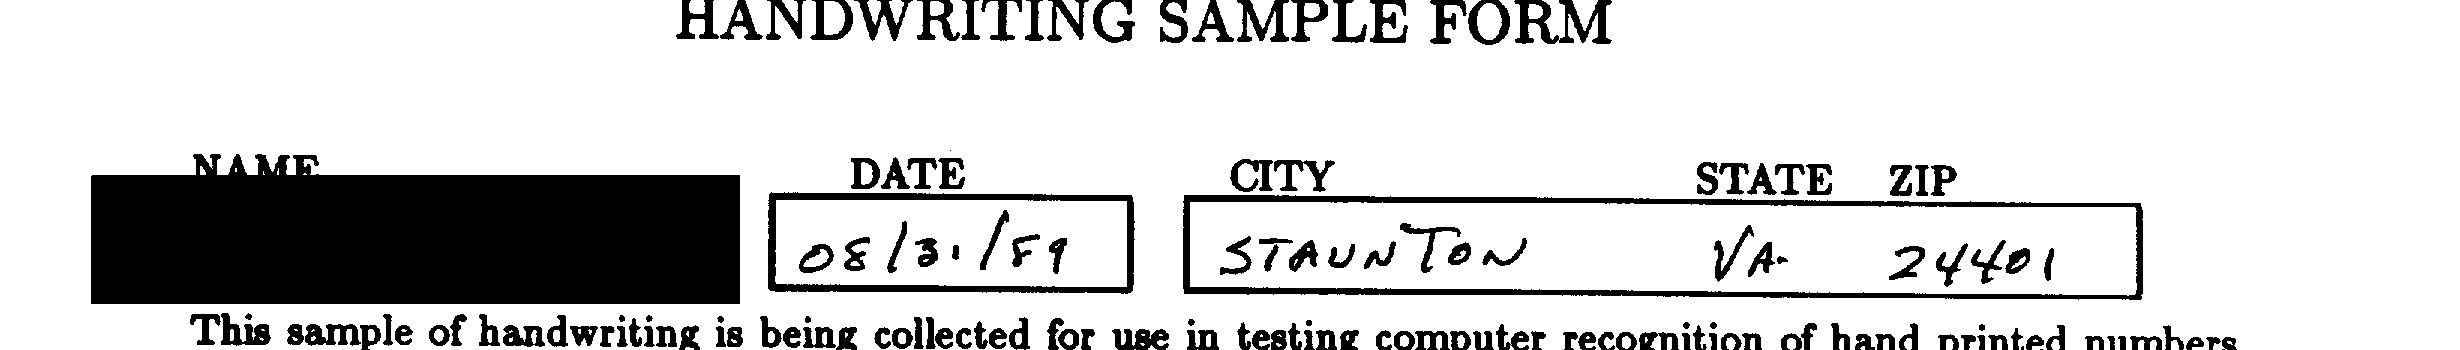 HANDWRITING SAMPLE FORM
NAME DATE CITY STATE ZIP
08/31/89 STAUNTON VA. 24401
This sample of handwriting is being collected for use in testing computer recognition of hand printed numbers